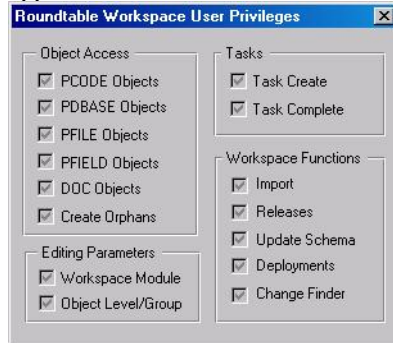 Roundtable Workspace User Privileges
Object Access
PCODE Objects
PDBASE Objects
PFILE Objects
PFIELD Objects
DOC Objects
Create Orphans
Editing Parameters
Workspace Module
Object Level/Group
Tasks
Task Create
Task Complete
Workspace Functions
Import
Releases
Update Schema
Deployments
Change Finder